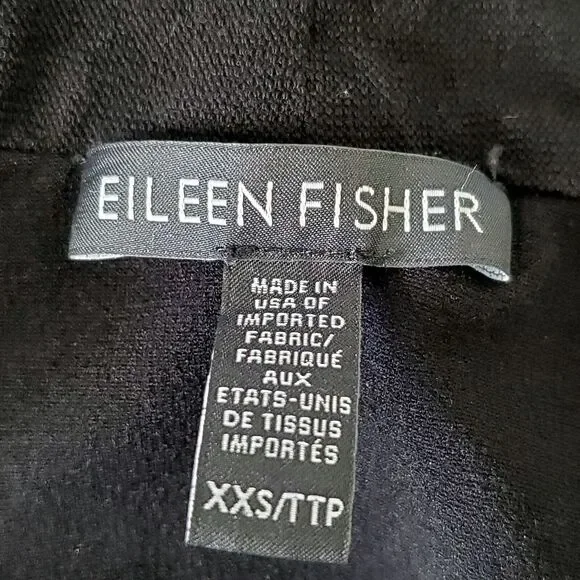 EILEEN FISHER
MADE IN
USA OF
IMPORTED
FABRIC/
FABRIQUÉ
AUX
ETATS-UNIS
DE TISSUS
IMPORTÉS
XXS/TTP